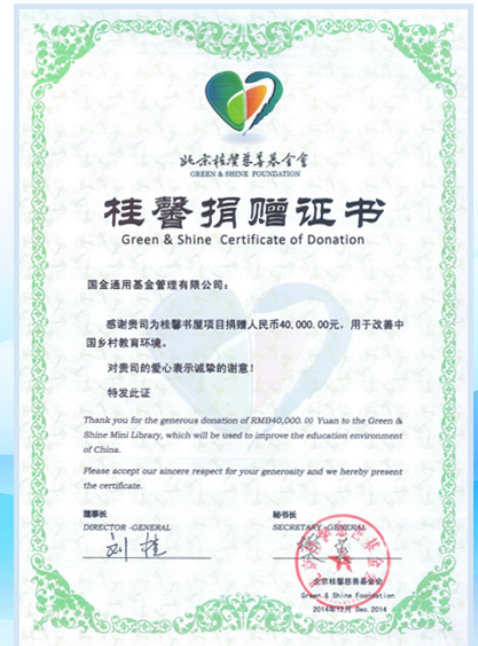 北京桂馨慈善基金會
GREEN & SHINE FOUNDATION
桂馨捐赠证书
Green & Shine Certificate of Donation
国金通用基金管理有限公司：
感谢贵司为桂馨书屋项目捐赠人民币40,000.00元，用于改善中
国乡村教育环境。
对贵司的爱心表示诚挚的谢意！
特发此证
Thank you for the generous donation of RMB40,000.00 Yuan to the Green &
Shine Mini Library, which will be used to improve the education environment
of China.
Please accept our sincere respect for your generosity and we hereby present
the certificate.
理事长
DIRECTOR -GENERAL
刘桂
秘书长
SECRETARY -GENERAL
北京桂馨慈善基金会
Green & Shine Foundation
2014年12月 Dec. 2014